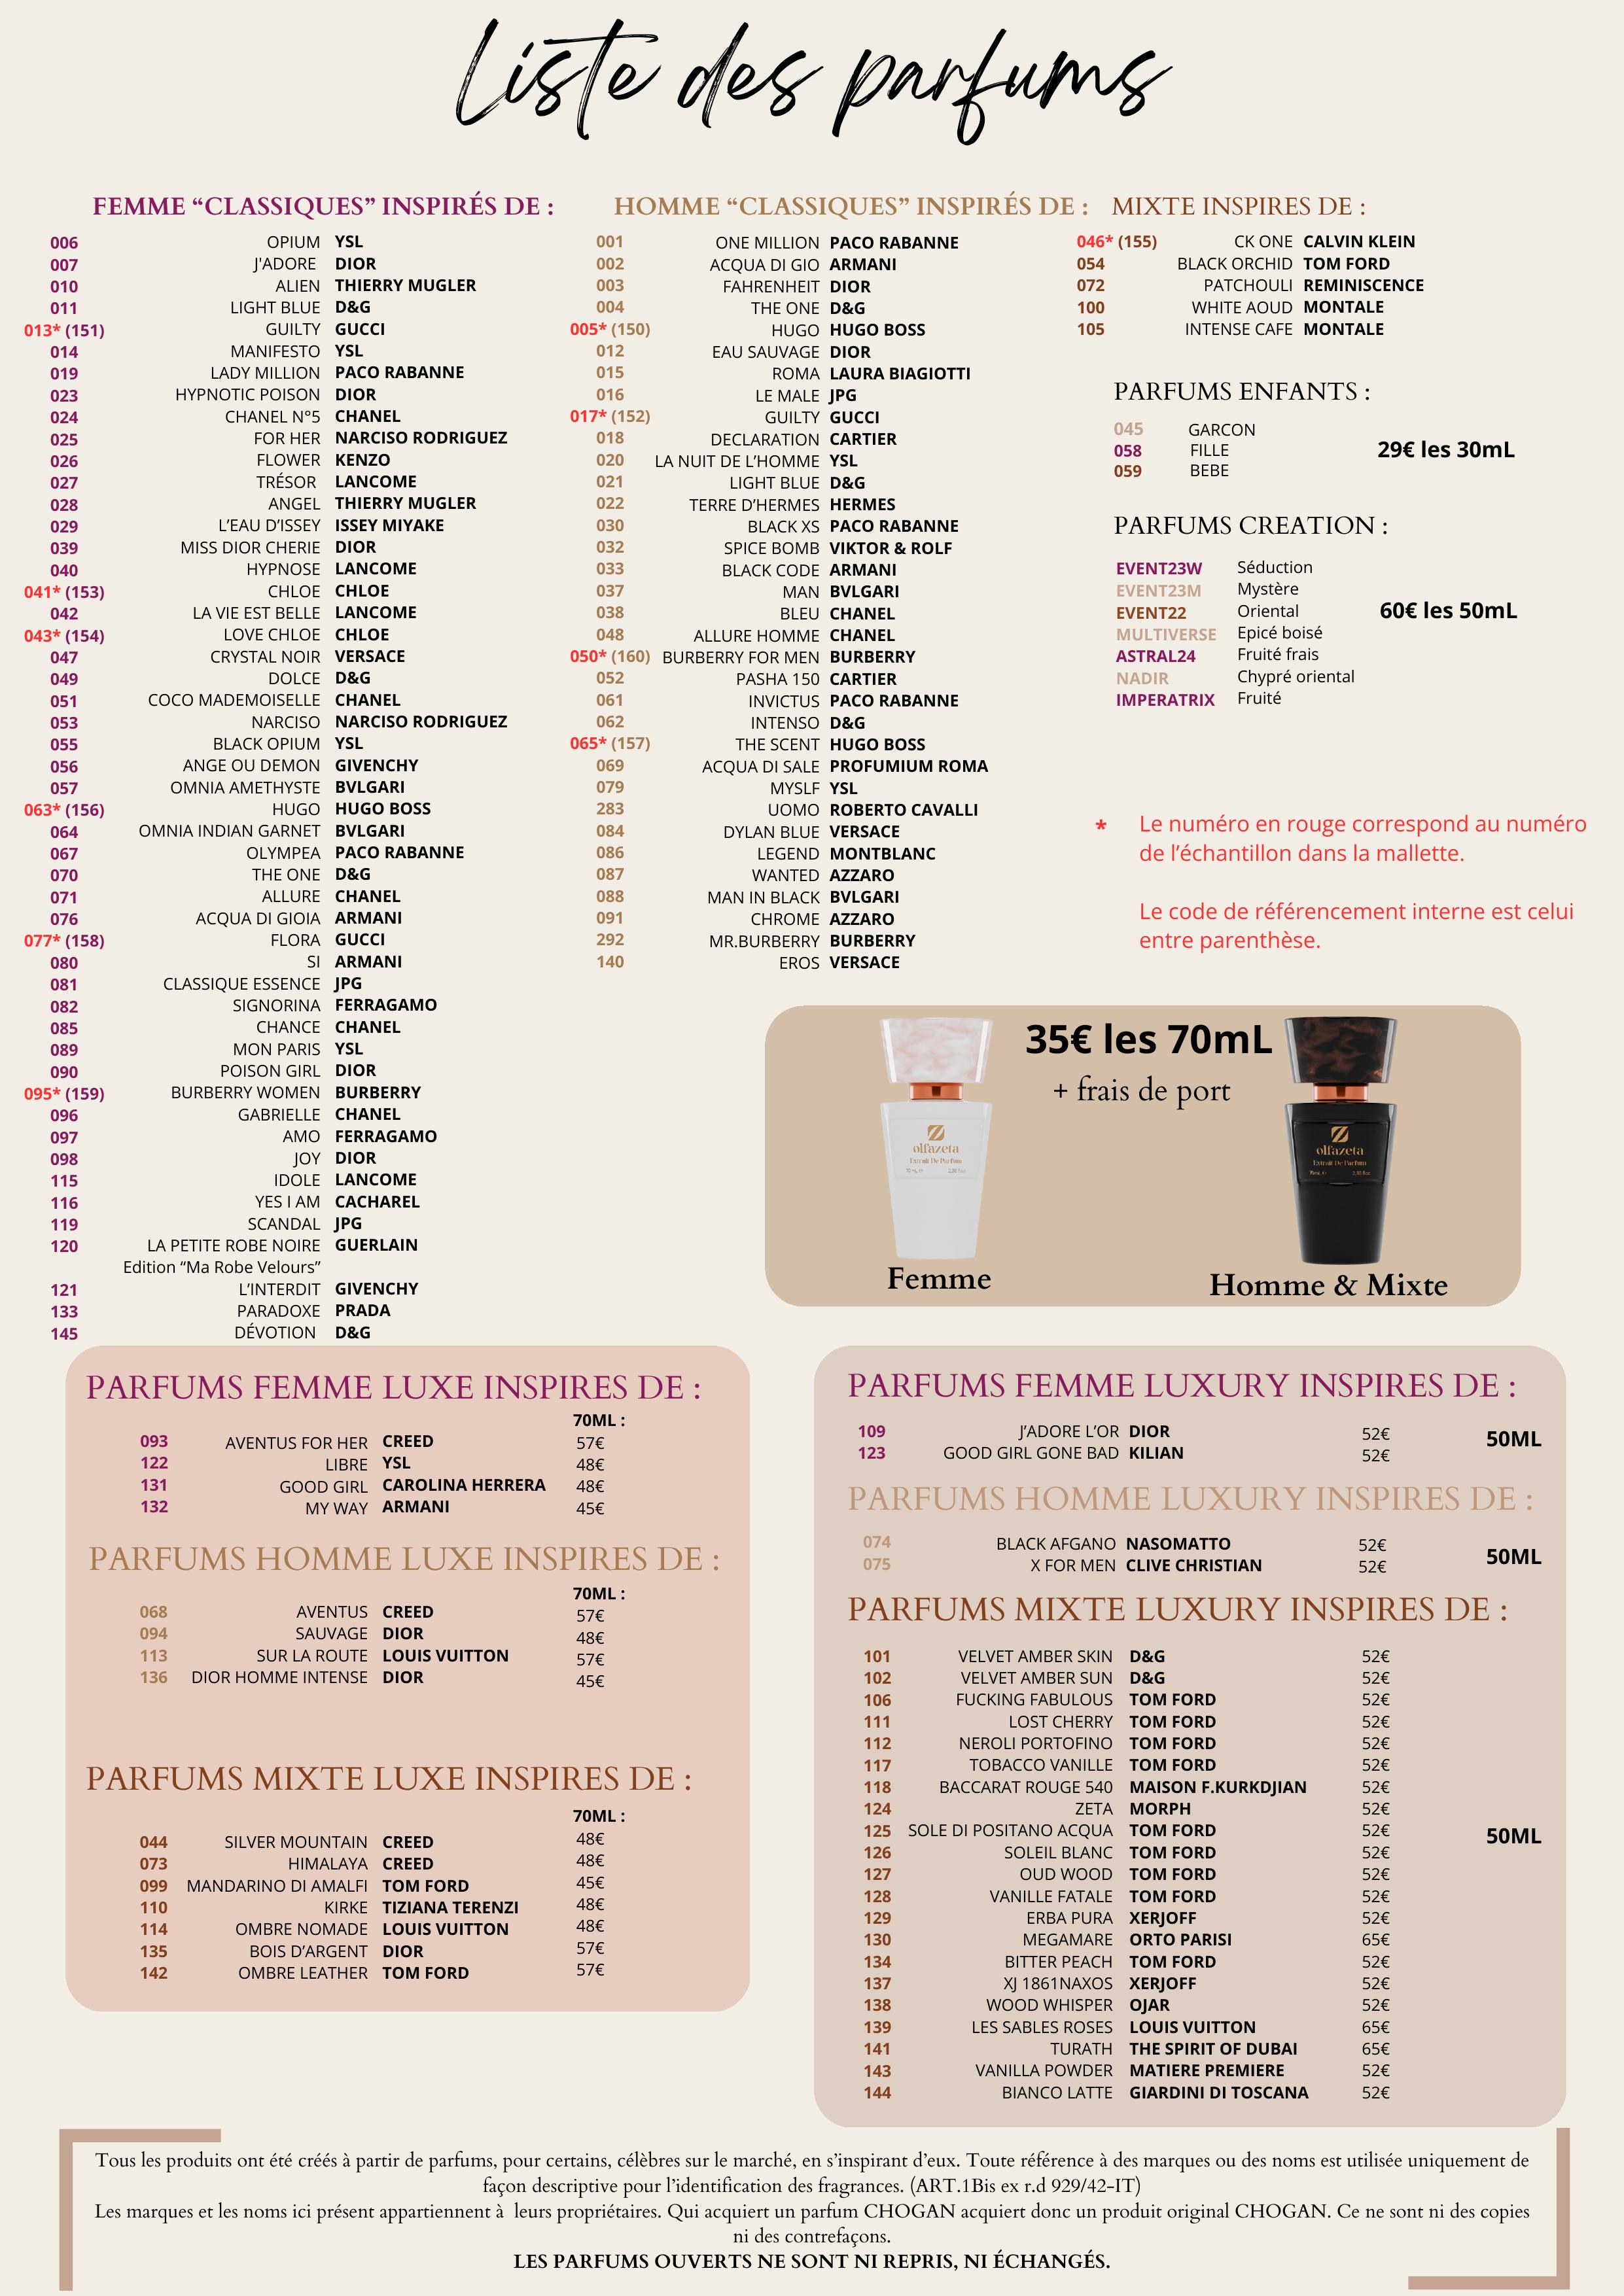 Liste des parfums
FEMME “CLASSIQUES” INSPIRÉS DE :
006 OPIUM YSL
007 J'ADORE DIOR
010 ALIEN THIERRY MUGLER
011 LIGHT BLUE D&G
013* (151) GUILTY GUCCI
014 MANIFESTO YSL
019 LADY MILLION PACO RABANNE
023 HYPNOTIC POISON DIOR
024 CHANEL N°5 CHANEL
025 FOR HER NARCISO RODRIGUEZ
026 FLOWER KENZO
027 TRÉSOR LANCOME
028 ANGEL THIERRY MUGLER
029 L’EAU D’ISSEY ISSEY MIYAKE
039 MISS DIOR CHERIE DIOR
040 HYPNOSE LANCOME
041* (153) CHLOE CHLOE
042 LA VIE EST BELLE LANCOME
043* (154) LOVE CHLOE CHLOE
047 CRYSTAL NOIR VERSACE
049 DOLCE D&G
051 COCO MADEMOISELLE CHANEL
053 NARCISO NARCISO RODRIGUEZ
055 BLACK OPIUM YSL
056 ANGE OU DEMON GIVENCHY
057 OMNIA AMETHYSTE BVLGARI
063* (156) HUGO HUGO BOSS
064 OMNIA INDIAN GARNET BVLGARI
067 OLYMPEA PACO RABANNE
070 THE ONE D&G
071 ALLURE CHANEL
076 ACQUA DI GIOIA ARMANI
077* (158) FLORA GUCCI
080 SI ARMANI
081 CLASSIQUE ESSENCE JPG
082 SIGNORINA FERRAGAMO
085 CHANCE CHANEL
089 MON PARIS YSL
090 POISON GIRL DIOR
095* (159) BURBERRY WOMEN BURBERRY
096 GABRIELLE CHANEL
097 AMO FERRAGAMO
098 JOY DIOR
115 IDOLE LANCOME
116 YES I AM CACHAREL
119 SCANDAL JPG
120 LA PETITE ROBE NOIRE GUERLAIN
Edition “Ma Robe Velours”
121 L’INTERDIT GIVENCHY
133 PARADOXE PRADA
145 DÉVOTION D&G
HOMME “CLASSIQUES” INSPIRÉS DE :
001 ONE MILLION PACO RABANNE
002 ACQUA DI GIO ARMANI
003 FAHRENHEIT DIOR
004 THE ONE D&G
005* (150) HUGO HUGO BOSS
012 EAU SAUVAGE DIOR
015 ROMA LAURA BIAGIOTTI
016 LE MALE JPG
017* (152) GUILTY GUCCI
018 DECLARATION CARTIER
020 LA NUIT DE L’HOMME YSL
021 LIGHT BLUE D&G
022 TERRE D’HERMES HERMES
030 BLACK XS PACO RABANNE
032 SPICE BOMB VIKTOR & ROLF
033 BLACK CODE ARMANI
037 MAN BVLGARI
038 BLEU CHANEL
048 ALLURE HOMME CHANEL
050* (160) BURBERRY FOR MEN BURBERRY
052 PASHA 150 CARTIER
061 INVICTUS PACO RABANNE
062 INTENSO D&G
065* (157) THE SCENT HUGO BOSS
069 ACQUA DI SALE PROFUMIUM ROMA
079 MYSLF YSL
283 UOMO ROBERTO CAVALLI
084 DYLAN BLUE VERSACE
086 LEGEND MONTBLANC
087 WANTED AZZARO
088 MAN IN BLACK BVLGARI
091 CHROME AZZARO
292 MR.BURBERRY BURBERRY
140 EROS VERSACE
MIXTE INSPIRES DE :
046* (155) CK ONE CALVIN KLEIN
054 BLACK ORCHID TOM FORD
072 PATCHOULI REMINISCENCE
100 WHITE AOUD MONTALE
105 INTENSE CAFE MONTALE
PARFUMS ENFANTS :
045 GARCON
058 FILLE
059 BEBE
29€ les 30mL
PARFUMS CREATION :
EVENT23W Séduction
EVENT23M Mystère
EVENT22 Oriental
MULTIVERSE Epicé boisé
ASTRAL24 Fruité frais
NADIR Chypré oriental
IMPERATRIX Fruité
60€ les 50mL
* Le numéro en rouge correspond au numéro
de l’échantillon dans la mallette.
Le code de référencement interne est celui
entre parenthèse.
35€ les 70mL
+ frais de port
olfazeta
Extrait De Parfum
olfazeta
Extrait De Parfum
Femme
Homme & Mixte
PARFUMS FEMME LUXE INSPIRES DE :
70ML :
093 AVENTUS FOR HER CREED 57€
122 LIBRE YSL 48€
131 GOOD GIRL CAROLINA HERRERA 48€
132 MY WAY ARMANI 45€
PARFUMS HOMME LUXE INSPIRES DE :
70ML :
068 AVENTUS CREED 57€
094 SAUVAGE DIOR 48€
113 SUR LA ROUTE LOUIS VUITTON 57€
136 DIOR HOMME INTENSE DIOR 45€
PARFUMS MIXTE LUXE INSPIRES DE :
70ML :
044 SILVER MOUNTAIN CREED 48€
073 HIMALAYA CREED 48€
099 MANDARINO DI AMALFI TOM FORD 45€
110 KIRKE TIZIANA TERENZI 48€
114 OMBRE NOMADE LOUIS VUITTON 48€
135 BOIS D’ARGENT DIOR 57€
142 OMBRE LEATHER TOM FORD 57€
PARFUMS FEMME LUXURY INSPIRES DE :
109 J’ADORE L’OR DIOR 52€
123 GOOD GIRL GONE BAD KILIAN 52€
50ML
PARFUMS HOMME LUXURY INSPIRES DE :
074 BLACK AFGANO NASOMATTO 52€
075 X FOR MEN CLIVE CHRISTIAN 52€
50ML
PARFUMS MIXTE LUXURY INSPIRES DE :
101 VELVET AMBER SKIN D&G 52€
102 VELVET AMBER SUN D&G 52€
106 FUCKING FABULOUS TOM FORD 52€
111 LOST CHERRY TOM FORD 52€
112 NEROLI PORTOFINO TOM FORD 52€
117 TOBACCO VANILLE TOM FORD 52€
118 BACCARAT ROUGE 540 MAISON F.KURKDJIAN 52€
124 ZETA MORPH 52€
125 SOLE DI POSITANO ACQUA TOM FORD 52€
50ML
126 SOLEIL BLANC TOM FORD 52€
127 OUD WOOD TOM FORD 52€
128 VANILLE FATALE TOM FORD 52€
129 ERBA PURA XERJOFF 52€
130 MEGAMARE ORTO PARISI 65€
134 BITTER PEACH TOM FORD 52€
137 XJ 1861NAXOS XERJOFF 52€
138 WOOD WHISPER OJAR 52€
139 LES SABLES ROSES LOUIS VUITTON 65€
141 TURATH THE SPIRIT OF DUBAI 65€
143 VANILLA POWDER MATIERE PREMIERE 52€
144 BIANCO LATTE GIARDINI DI TOSCANA 52€
Tous les produits ont été créés à partir de parfums, pour certains, célèbres sur le marché, en s’inspirant d’eux. Toute référence à des marques ou des noms est utilisée uniquement de
façon descriptive pour l’identification des fragrances. (ART.1Bis ex r.d 929/42-IT)
Les marques et les noms ici présent appartiennent à leurs propriétaires. Qui acquiert un parfum CHOGAN acquiert donc un produit original CHOGAN. Ce ne sont ni des copies
ni des contrefaçons.
LES PARFUMS OUVERTS NE SONT NI REPRIS, NI ÉCHANGÉS.